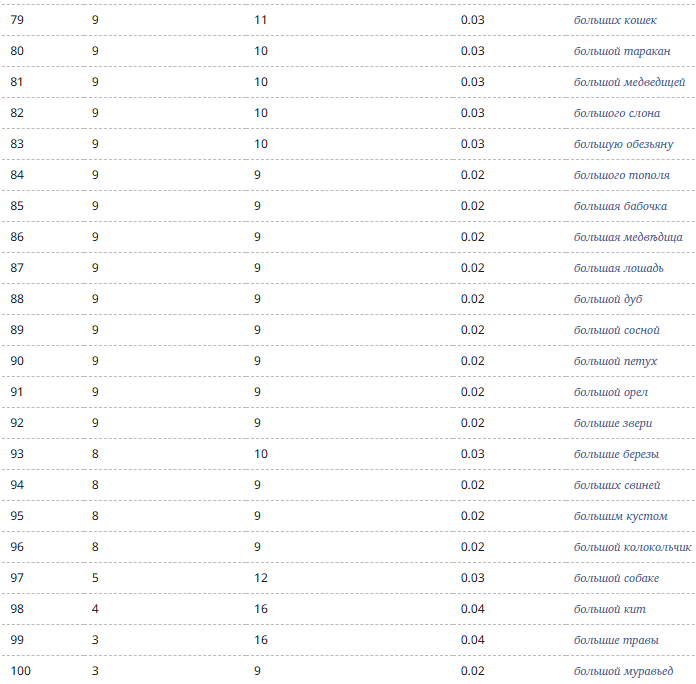 79 9 11 0.03 больших кошек
80 9 10 0.03 большой таракан
81 9 10 0.03 большой медведицей
82 9 10 0.03 большого слона
83 9 10 0.03 большую обезьяну
84 9 9 0.02 большого тополя
85 9 9 0.02 большая бабочка
86 9 9 0.02 большая медвѣдица
87 9 9 0.02 большая лошадь
88 9 9 0.02 большой дуб
89 9 9 0.02 большой сосной
90 9 9 0.02 большой петух
91 9 9 0.02 большой орел
92 9 9 0.02 большие звери
93 8 10 0.03 большие березы
94 8 9 0.02 больших свиней
95 8 9 0.02 большим кустом
96 8 9 0.02 большой колокольчик
97 5 12 0.03 большой собаке
98 4 16 0.04 большой кит
99 3 16 0.04 большие травы
100 3 9 0.02 большой муравьед